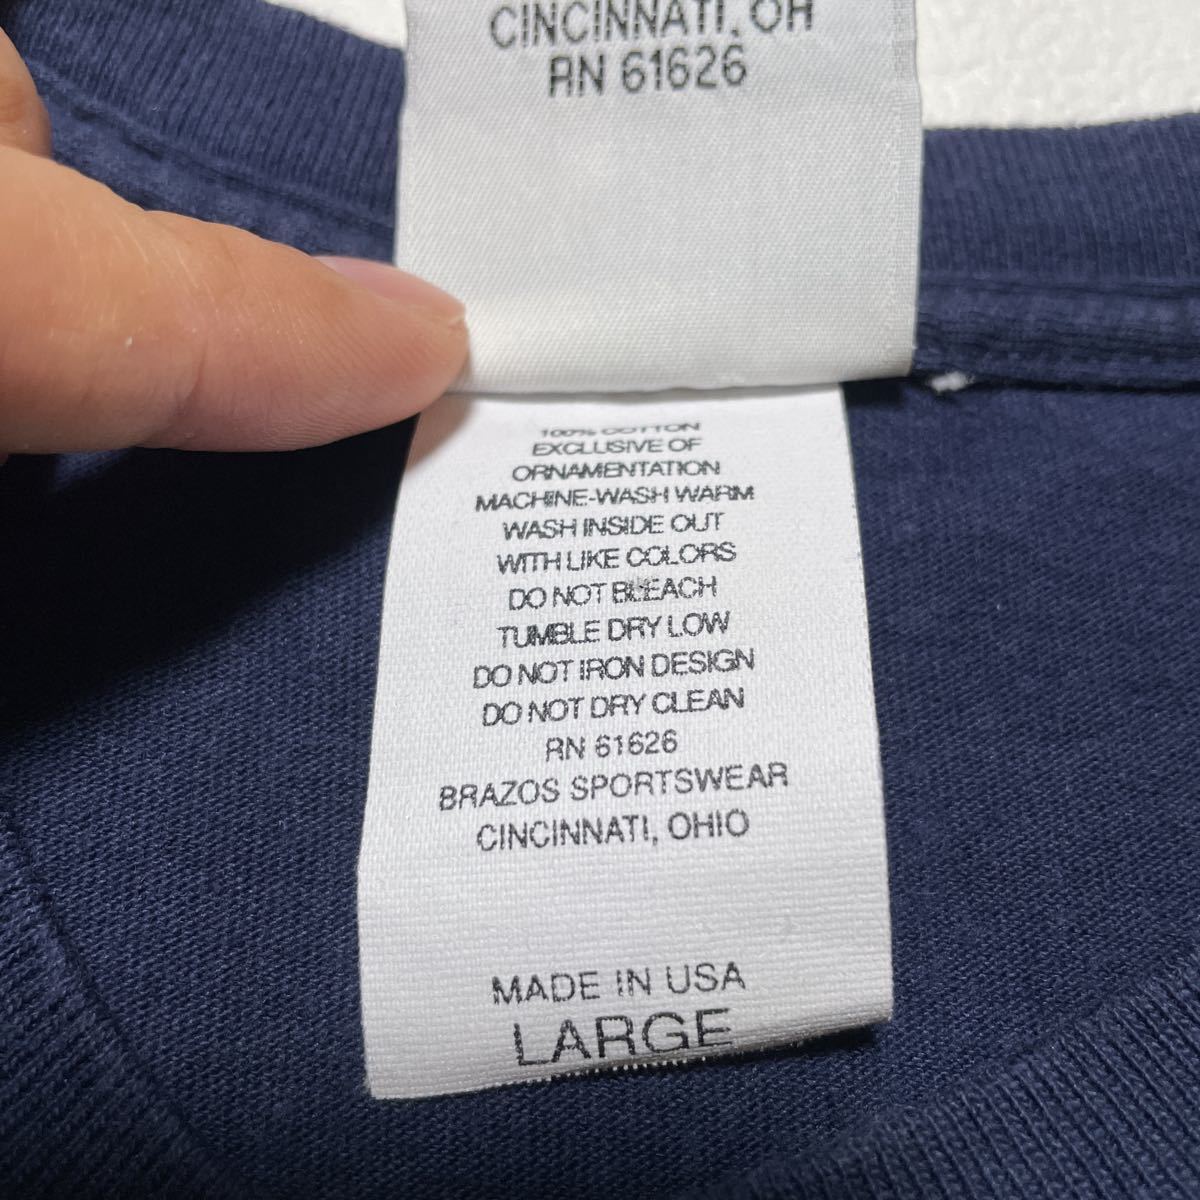 CINCINNATI, OH
RN 61626
100% COTTON
EXCLUSIVE OF
ORNAMENTATION
MACHINE-WASH WARM
WASH INSIDE OUT
WITH LIKE COLORS
DO NOT BLEACH
TUMBLE DRY LOW
DO NOT IRON DESIGN
DO NOT DRY CLEAN
RN 61626
BRAZOS SPORTSWEAR
CINCINNATI, OHIO
MADE IN USA
LARGE